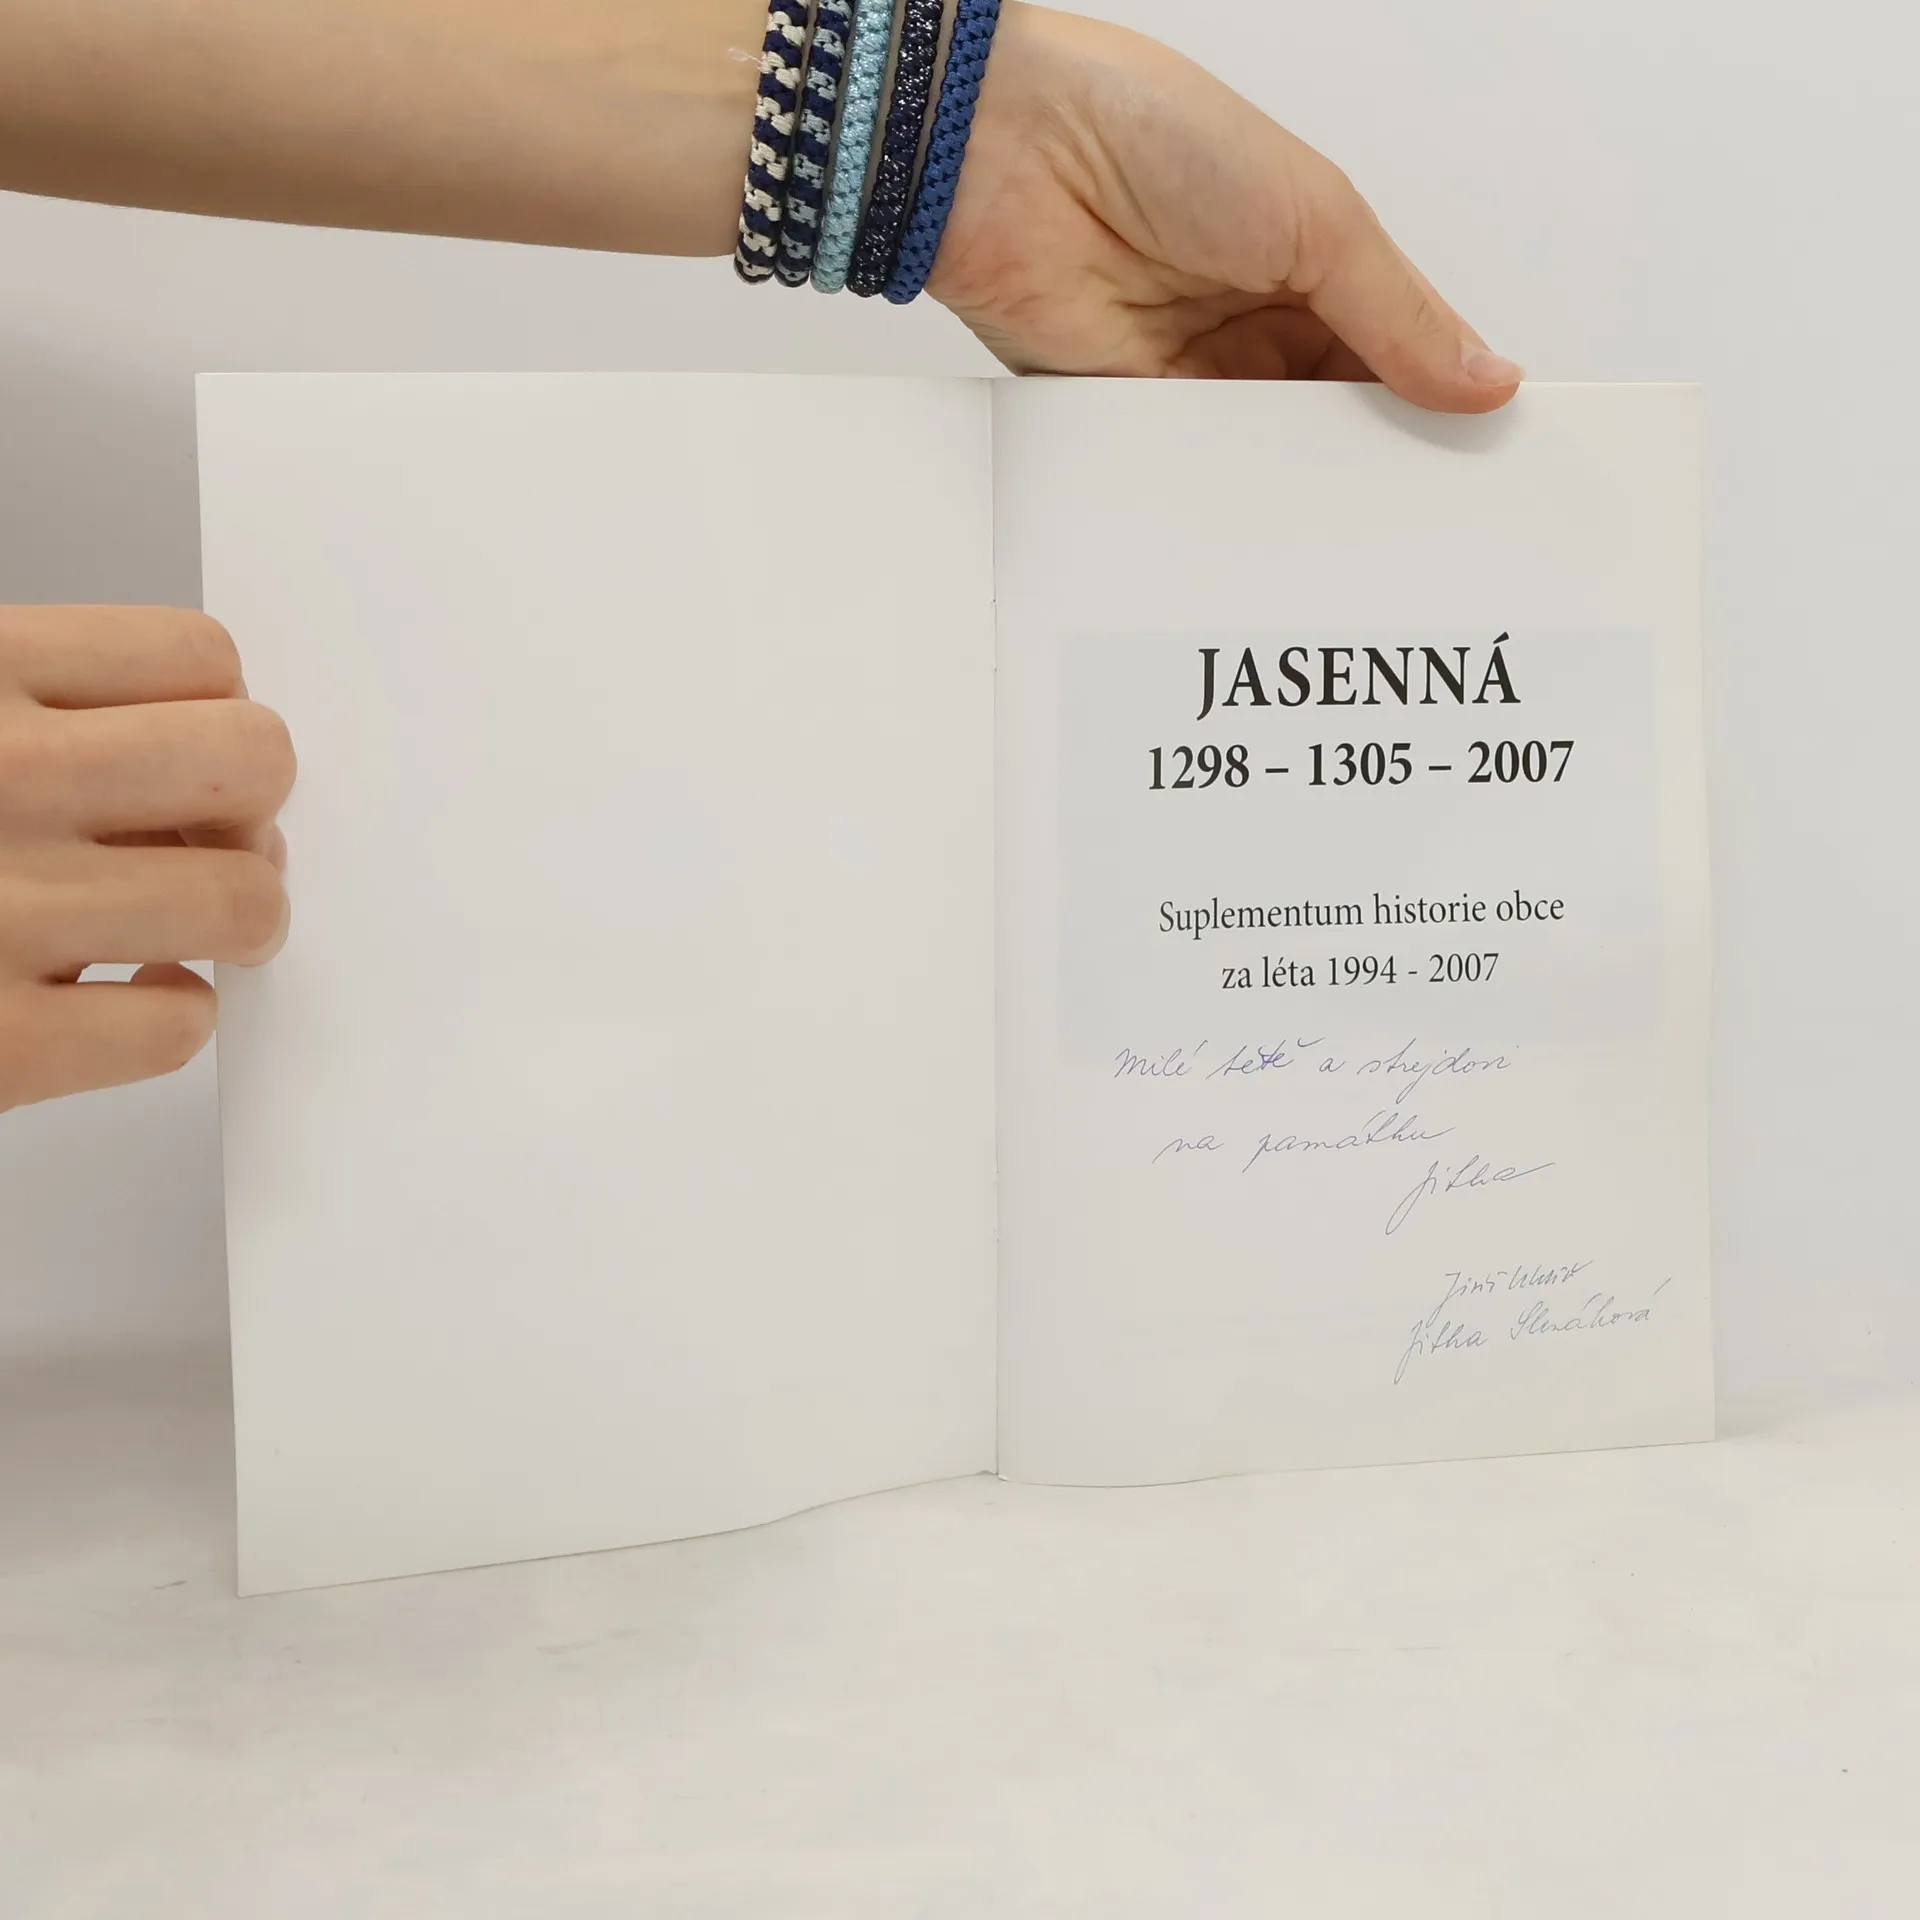 JASENNÁ
1298 – 1305 – 2007
Suplementum historie obce
za léta 1994 - 2007
Milé tetě a strejdovi
na památku
Jitka
Jiří
Jitka Slezáková